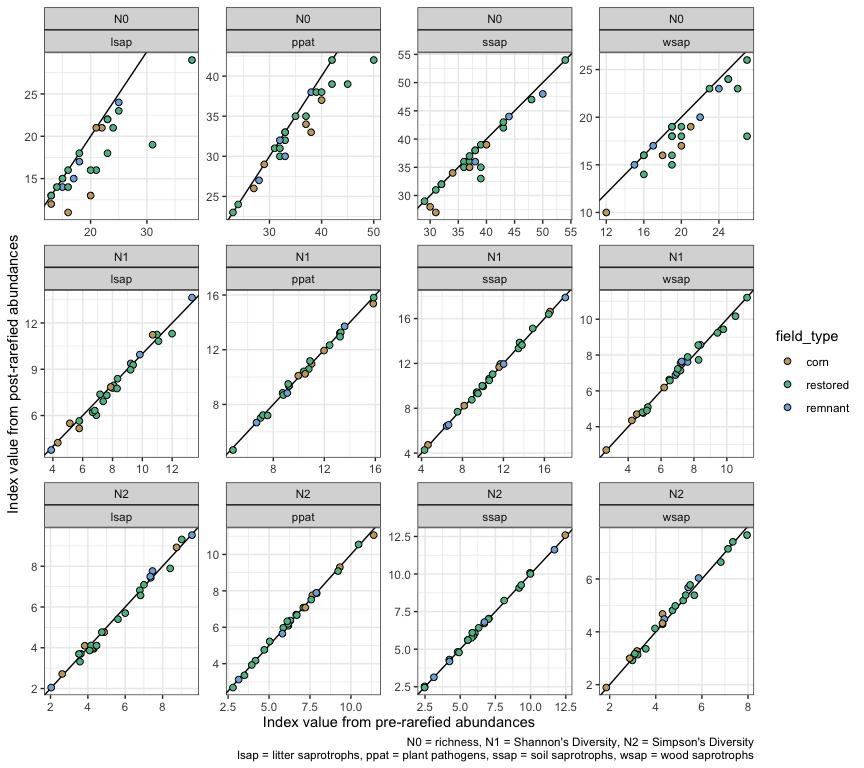 N0 N0 N0 N0
lsap ppat ssap wsap
25
20
15
20 30
40
35
30
25
30 40 50
55
50
45
40
35
30
30 35 40 45 50 55
25
20
15
10
12 16 20 24
N1 N1 N1 N1
lsap ppat ssap wsap
12
9
6
4 6 8 10 12
16
12
8
8 12 16
16
12
8
4
4 8 12 16
10
8
6
4
4 6 8 10
N2 N2 N2 N2
lsap ppat ssap wsap
8
6
4
2
2 4 6 8
10
8
6
4
2.5 5.0 7.5 10.0
12.5
10.0
7.5
5.0
2.5
2.5 5.0 7.5 10.0 12.5
6
4
2
2 4 6 8
Index value from post-rarefied abundances
Index value from pre-rarefied abundances
field_type
corn
restored
remnant
N0 = richness, N1 = Shannon's Diversity, N2 = Simpson's Diversity
lsap = litter saprotrophs, ppat = plant pathogens, ssap = soil saprotrophs, wsap = wood saprotrophs